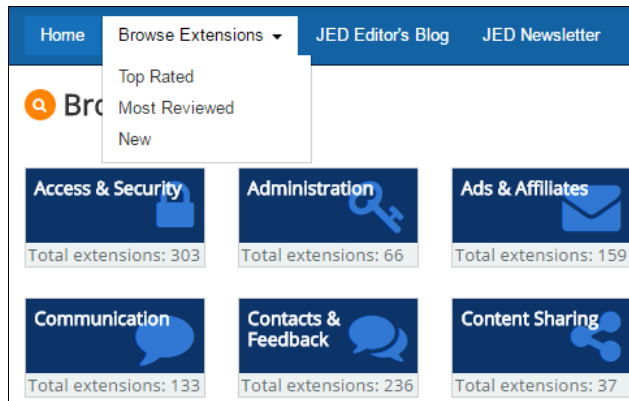 Home Browse Extensions JED Editor's Blog JED Newsletter
Top Rated
Most Reviewed
New
Access & Security
Administration
Ads & Affiliates
Total extensions: 303
Total extensions: 66
Total extensions: 159
Communication
Contacts &
Feedback
Content Sharing
Total extensions: 133
Total extensions: 236
Total extensions: 37